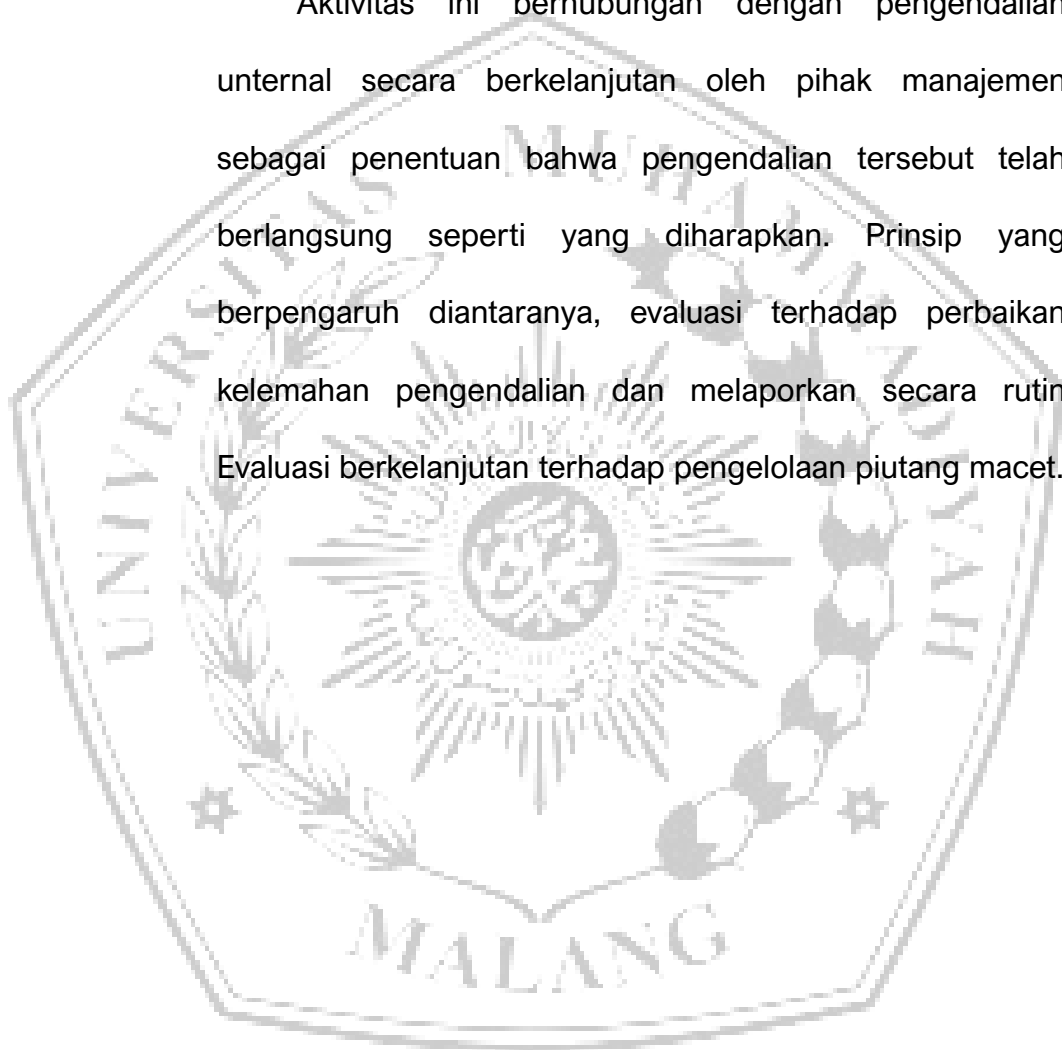 Aktivitas ini berhubungan dengan pengendalian
unternal secara berkelanjutan oleh pihak manajemen
sebagai penentuan bahwa pengendalian tersebut telah
berlangsung seperti yang diharapkan. Prinsip yang
berpengaruh diantaranya, evaluasi terhadap perbaikan
kelemahan pengendalian dan melaporkan secara rutin
Evaluasi berkelanjutan terhadap pengelolaan piutang macet.
UNIVERSITAS MUHAMMADIYAH
MALANG